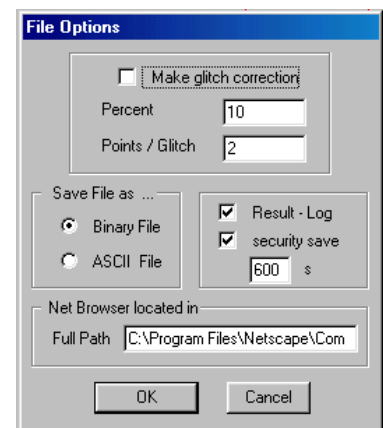 File Options
Make glitch correction
Percent 10
Points / Glitch 2
Save File as ...
Binary File
ASCII File
Result - Log
security save
600 s
Net Browser located in
Full Path C:\Program Files\Netscape\Com
OK Cancel